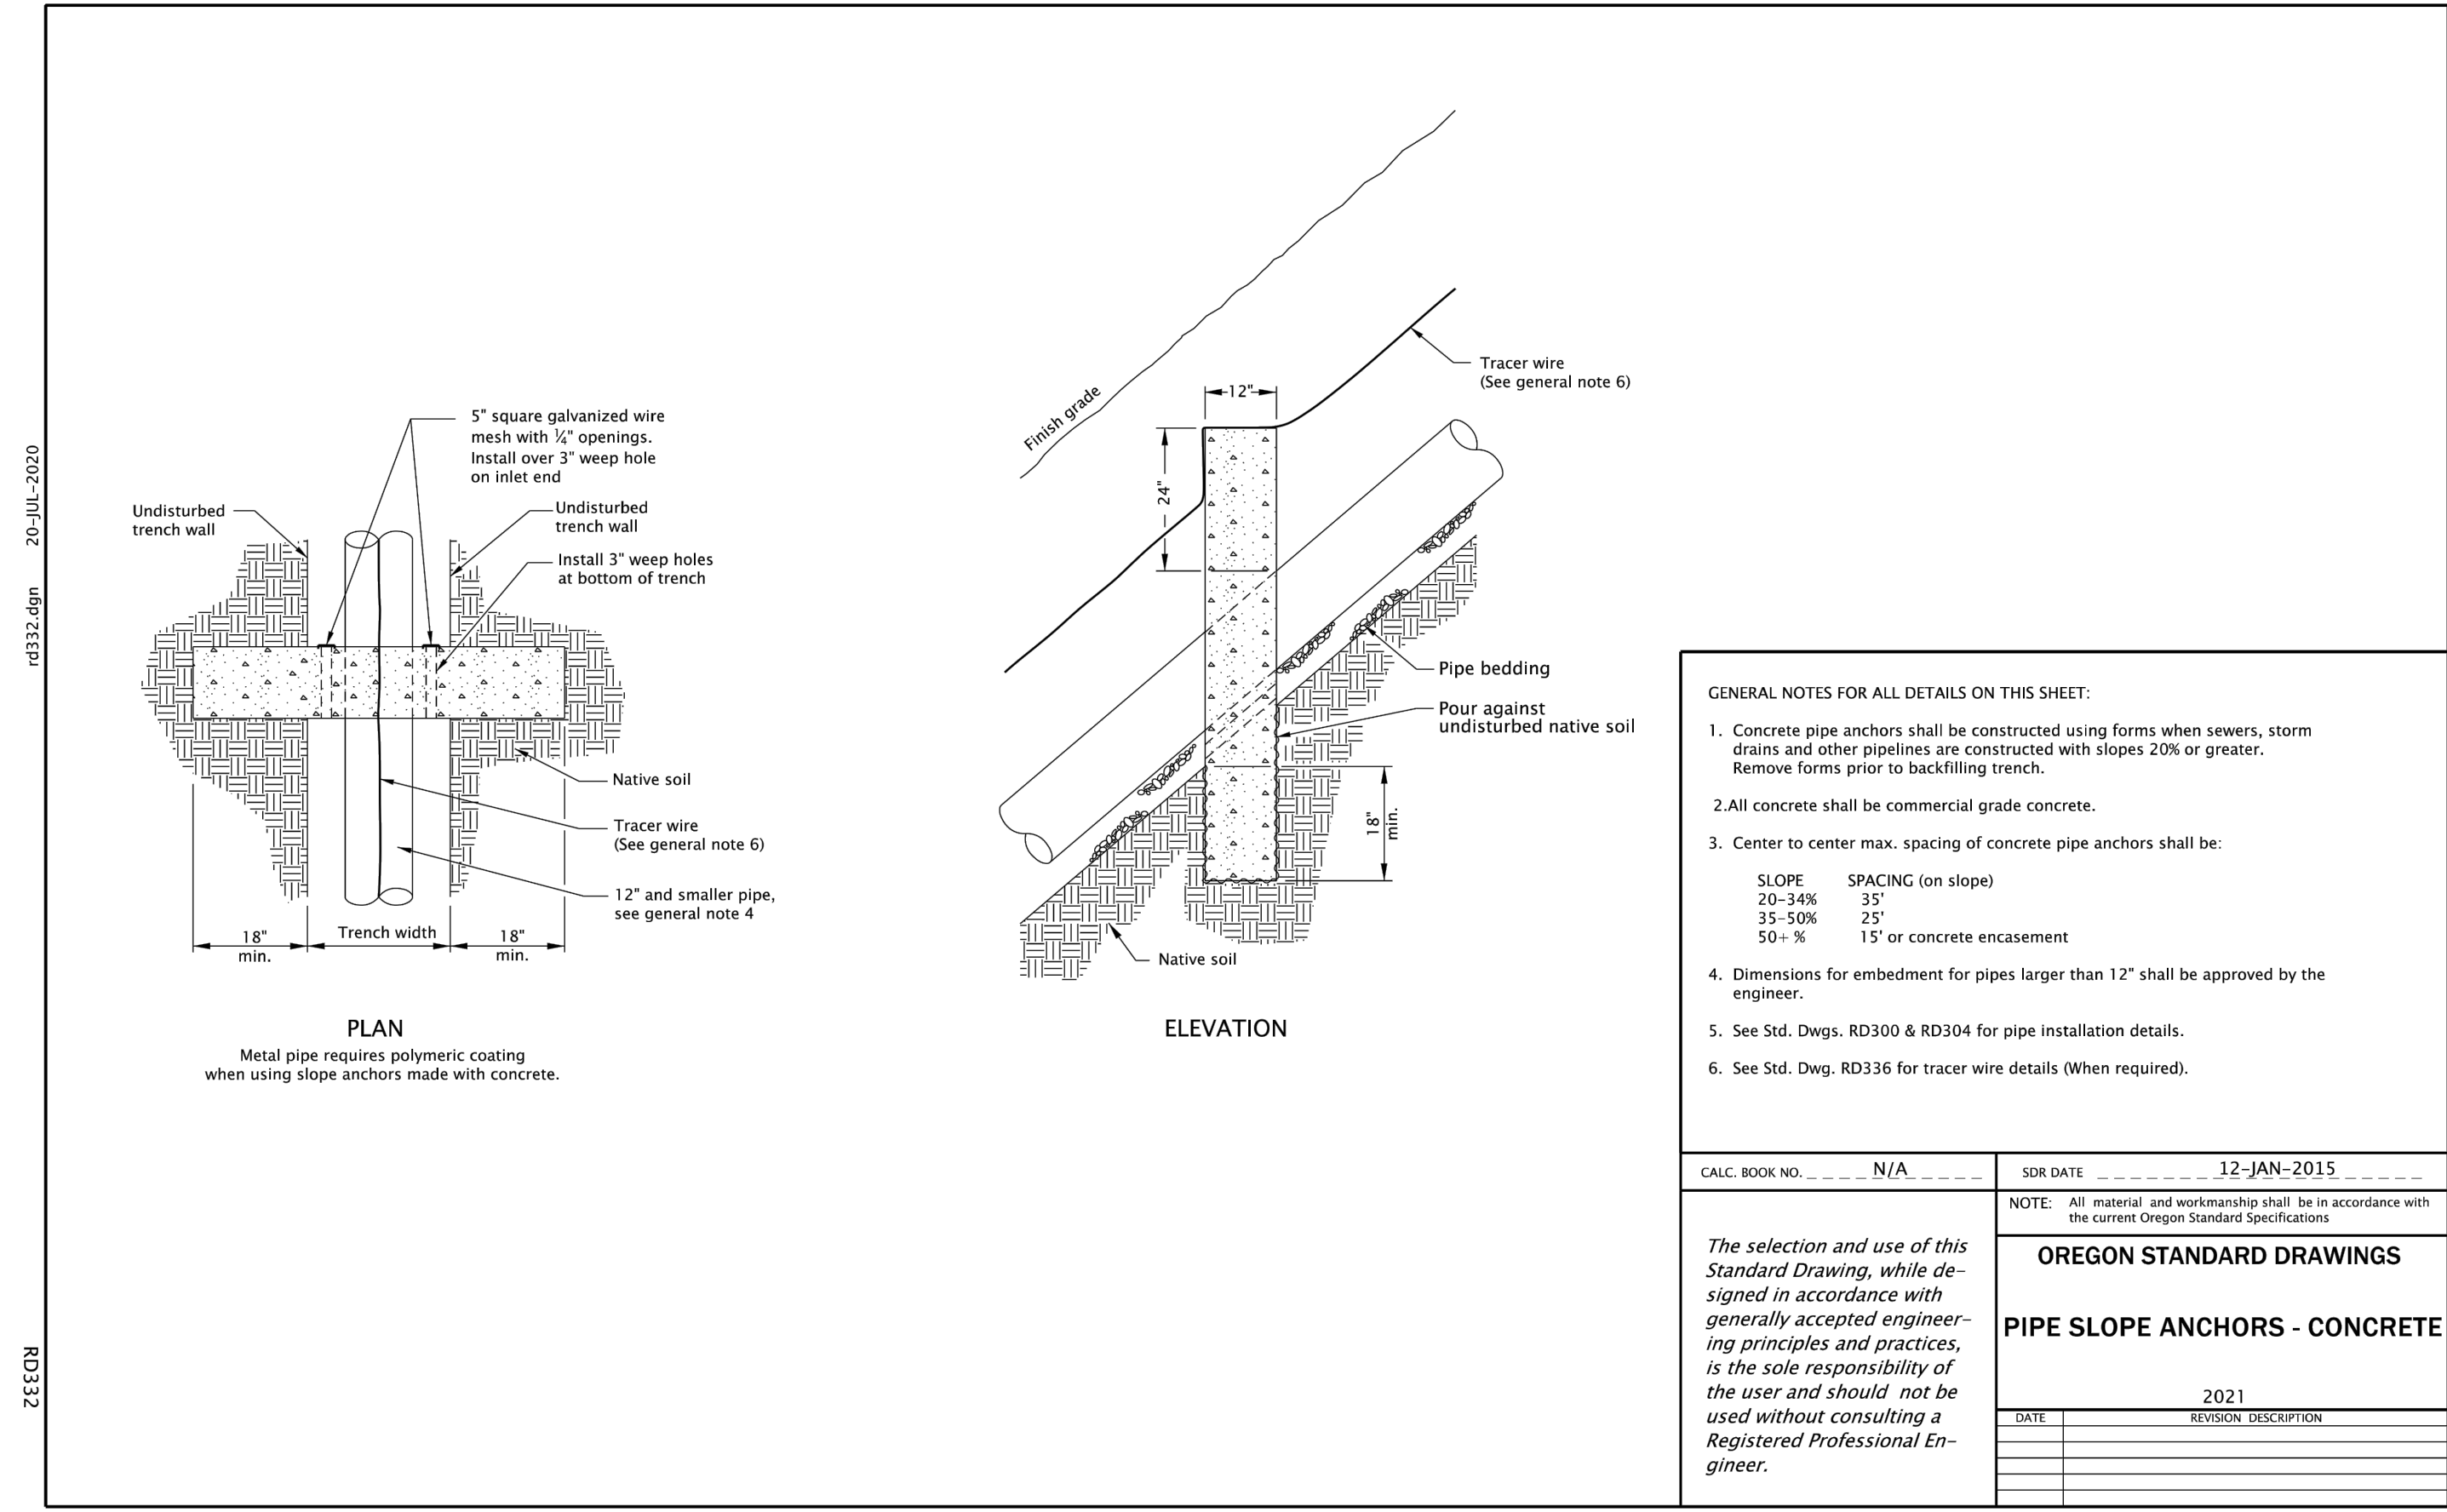 rd332.dgn 20-JUL-2020
RD332
5" square galvanized wire
mesh with ¼" openings.
Install over 3" weep hole
on inlet end
Undisturbed
trench wall
Undisturbed
trench wall
Install 3" weep holes
at bottom of trench
Native soil
Tracer wire
(See general note 6)
12" and smaller pipe,
see general note 4
18"
min.
Trench width
18"
min.
PLAN
Metal pipe requires polymeric coating
when using slope anchors made with concrete.
Finish grade
12"
24"
Tracer wire
(See general note 6)
Pipe bedding
Pour against
undisturbed native soil
18"
min.
Native soil
ELEVATION
GENERAL NOTES FOR ALL DETAILS ON THIS SHEET:
1. Concrete pipe anchors shall be constructed using forms when sewers, storm
drains and other pipelines are constructed with slopes 20% or greater.
Remove forms prior to backfilling trench.
2.All concrete shall be commercial grade concrete.
3. Center to center max. spacing of concrete pipe anchors shall be:
SLOPE SPACING (on slope)
20-34% 35'
35-50% 25'
50+ % 15' or concrete encasement
4. Dimensions for embedment for pipes larger than 12" shall be approved by the
engineer.
5. See Std. Dwgs. RD300 & RD304 for pipe installation details.
6. See Std. Dwg. RD336 for tracer wire details (When required).
CALC. BOOK NO. N/A
SDR DATE 12-JAN-2015
NOTE: All material and workmanship shall be in accordance with
the current Oregon Standard Specifications
The selection and use of this
Standard Drawing, while de-
signed in accordance with
generally accepted engineer-
ing principles and practices,
is the sole responsibility of
the user and should not be
used without consulting a
Registered Professional En-
gineer.
OREGON STANDARD DRAWINGS
PIPE SLOPE ANCHORS - CONCRETE
2021
DATE REVISION DESCRIPTION